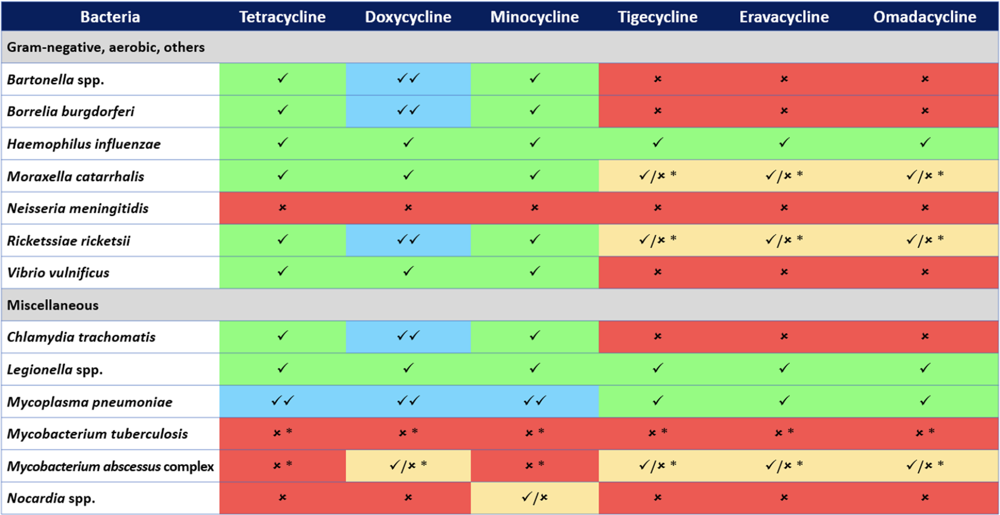 Bacteria Tetracycline Doxycycline Minocycline Tigecycline Eravacycline Omadacycline
Gram-negative, aerobic, others
Bartonella spp. ✓ ✓✓ ✓ × × ×
Borrelia burgdorferi ✓ ✓✓ ✓ × × ×
Haemophilus influenzae ✓ ✓ ✓ ✓ ✓ ✓
Moraxella catarrhalis ✓ ✓ ✓ ✓/× * ✓/× * ✓/× *
Neisseria meningitidis × × × × × ×
Ricketssiae ricketsii ✓ ✓✓ ✓ ✓/× * ✓/× * ✓/× *
Vibrio vulnificus ✓ ✓ ✓ × × ×
Miscellaneous
Chlamydia trachomatis ✓ ✓✓ ✓ × × ×
Legionella spp. ✓ ✓ ✓ ✓ ✓ ✓
Mycoplasma pneumoniae ✓✓ ✓✓ ✓✓ ✓ ✓ ✓
Mycobacterium tuberculosis × * × * × * × * × * × *
Mycobacterium abscessus complex × * ✓/× * × * ✓/× * ✓/× * ✓/× *
Nocardia spp. × × ✓/× × × ×